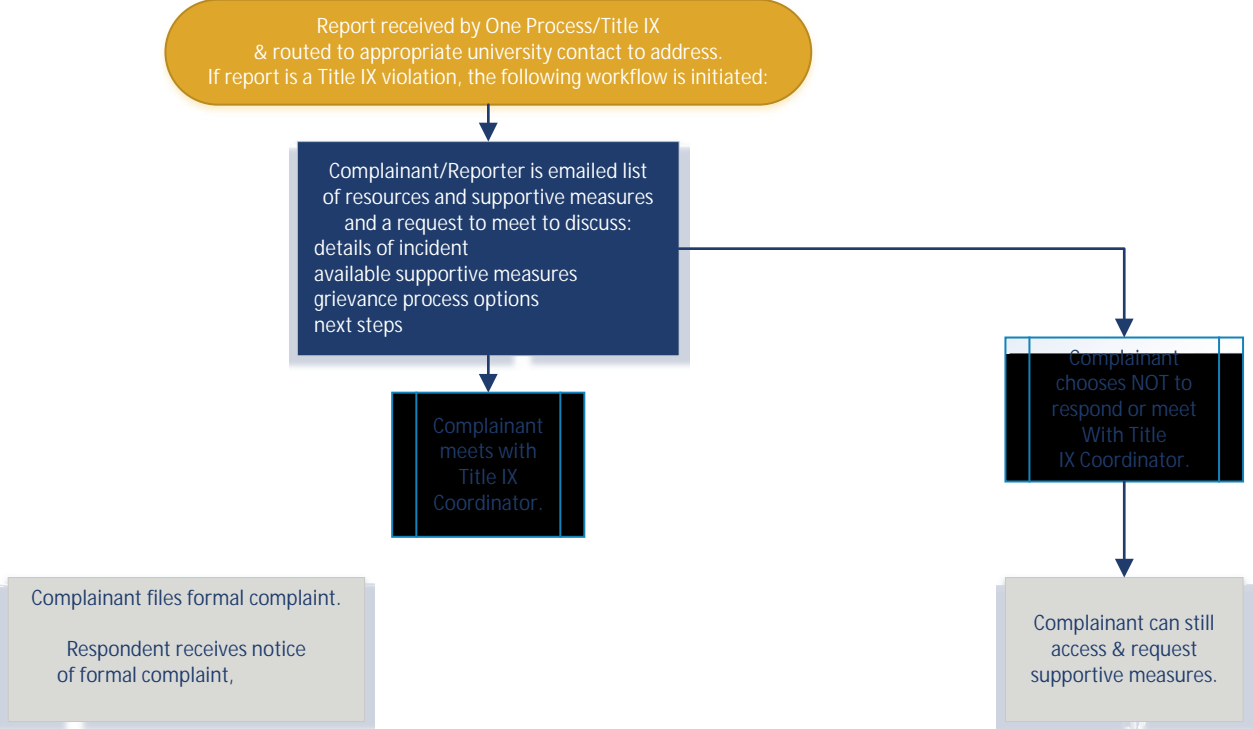 Report received by One Process/Title IX
& routed to appropriate university contact to address.
If report is a Title IX violation, the following workflow is initiated:
Complainant/Reporter is emailed list
of resources and supportive measures
and a request to meet to discuss:
details of incident
available supportive measures
grievance process options
next steps
Complainant
meets with
Title IX
Coordinator.
Complainant
chooses NOT to
respond or meet
With Title
IX Coordinator.
Complainant files formal complaint.
Respondent receives notice
of formal complaint,
Complainant can still
access & request
supportive measures.